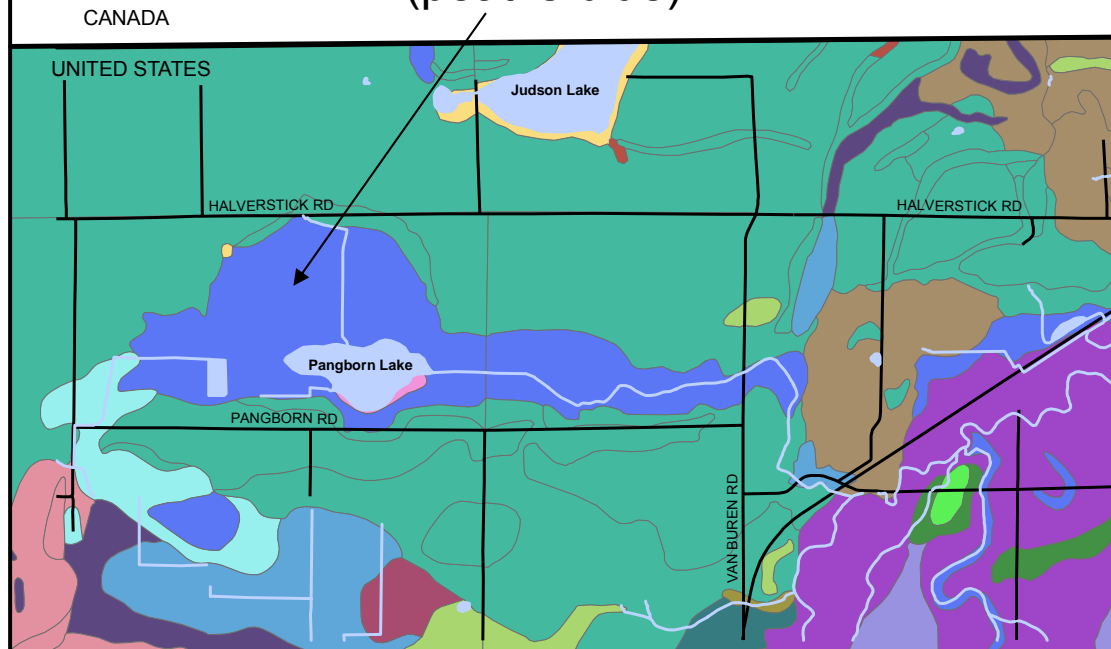 CANADA
UNITED STATES
Judson Lake
HALVERSTICK RD
HALVERSTICK RD
Pangborn Lake
PANGBORN RD
VAN BUREN RD